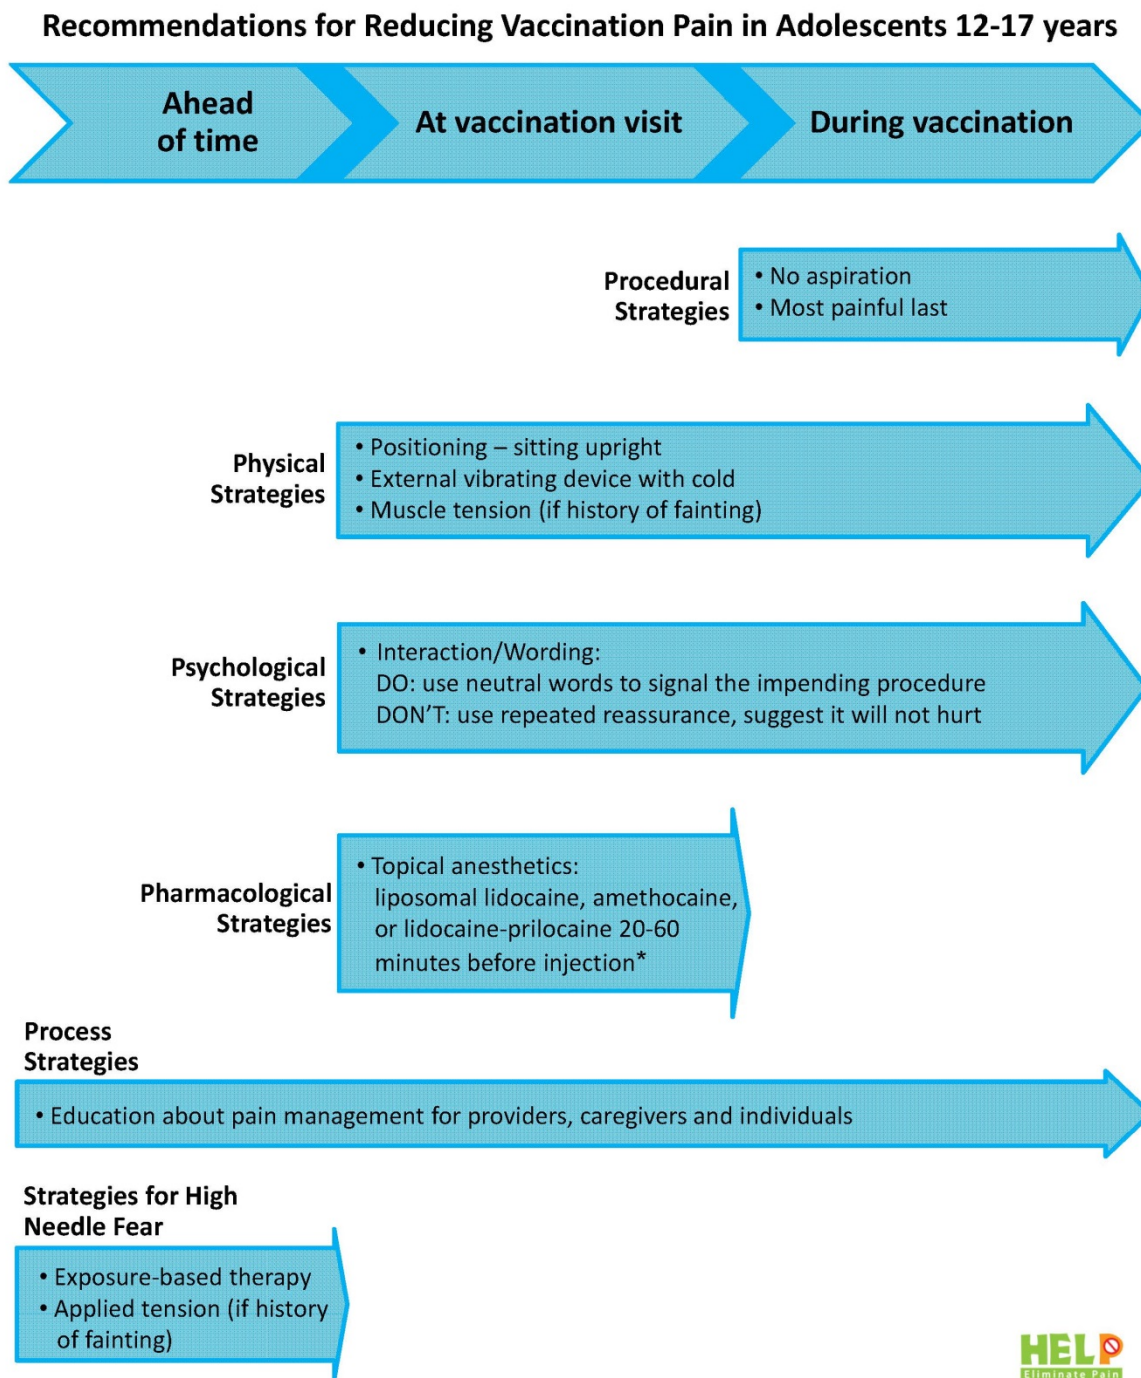 Recommendations for Reducing Vaccination Pain in Adolescents 12-17 years
Ahead
of time
At vaccination visit
During vaccination
Procedural
Strategies
• No aspiration
• Most painful last
Physical
Strategies
• Positioning – sitting upright
• External vibrating device with cold
• Muscle tension (if history of fainting)
Psychological
Strategies
• Interaction/Wording:
DO: use neutral words to signal the impending procedure
DON'T: use repeated reassurance, suggest it will not hurt
Pharmacological
Strategies
• Topical anesthetics:
liposomal lidocaine, amethocaine,
or lidocaine-prilocaine 20-60
minutes before injection*
Process
Strategies
• Education about pain management for providers, caregivers and individuals
Strategies for High
Needle Fear
• Exposure-based therapy
• Applied tension (if history
of fainting)
HELP
Eliminate Pain